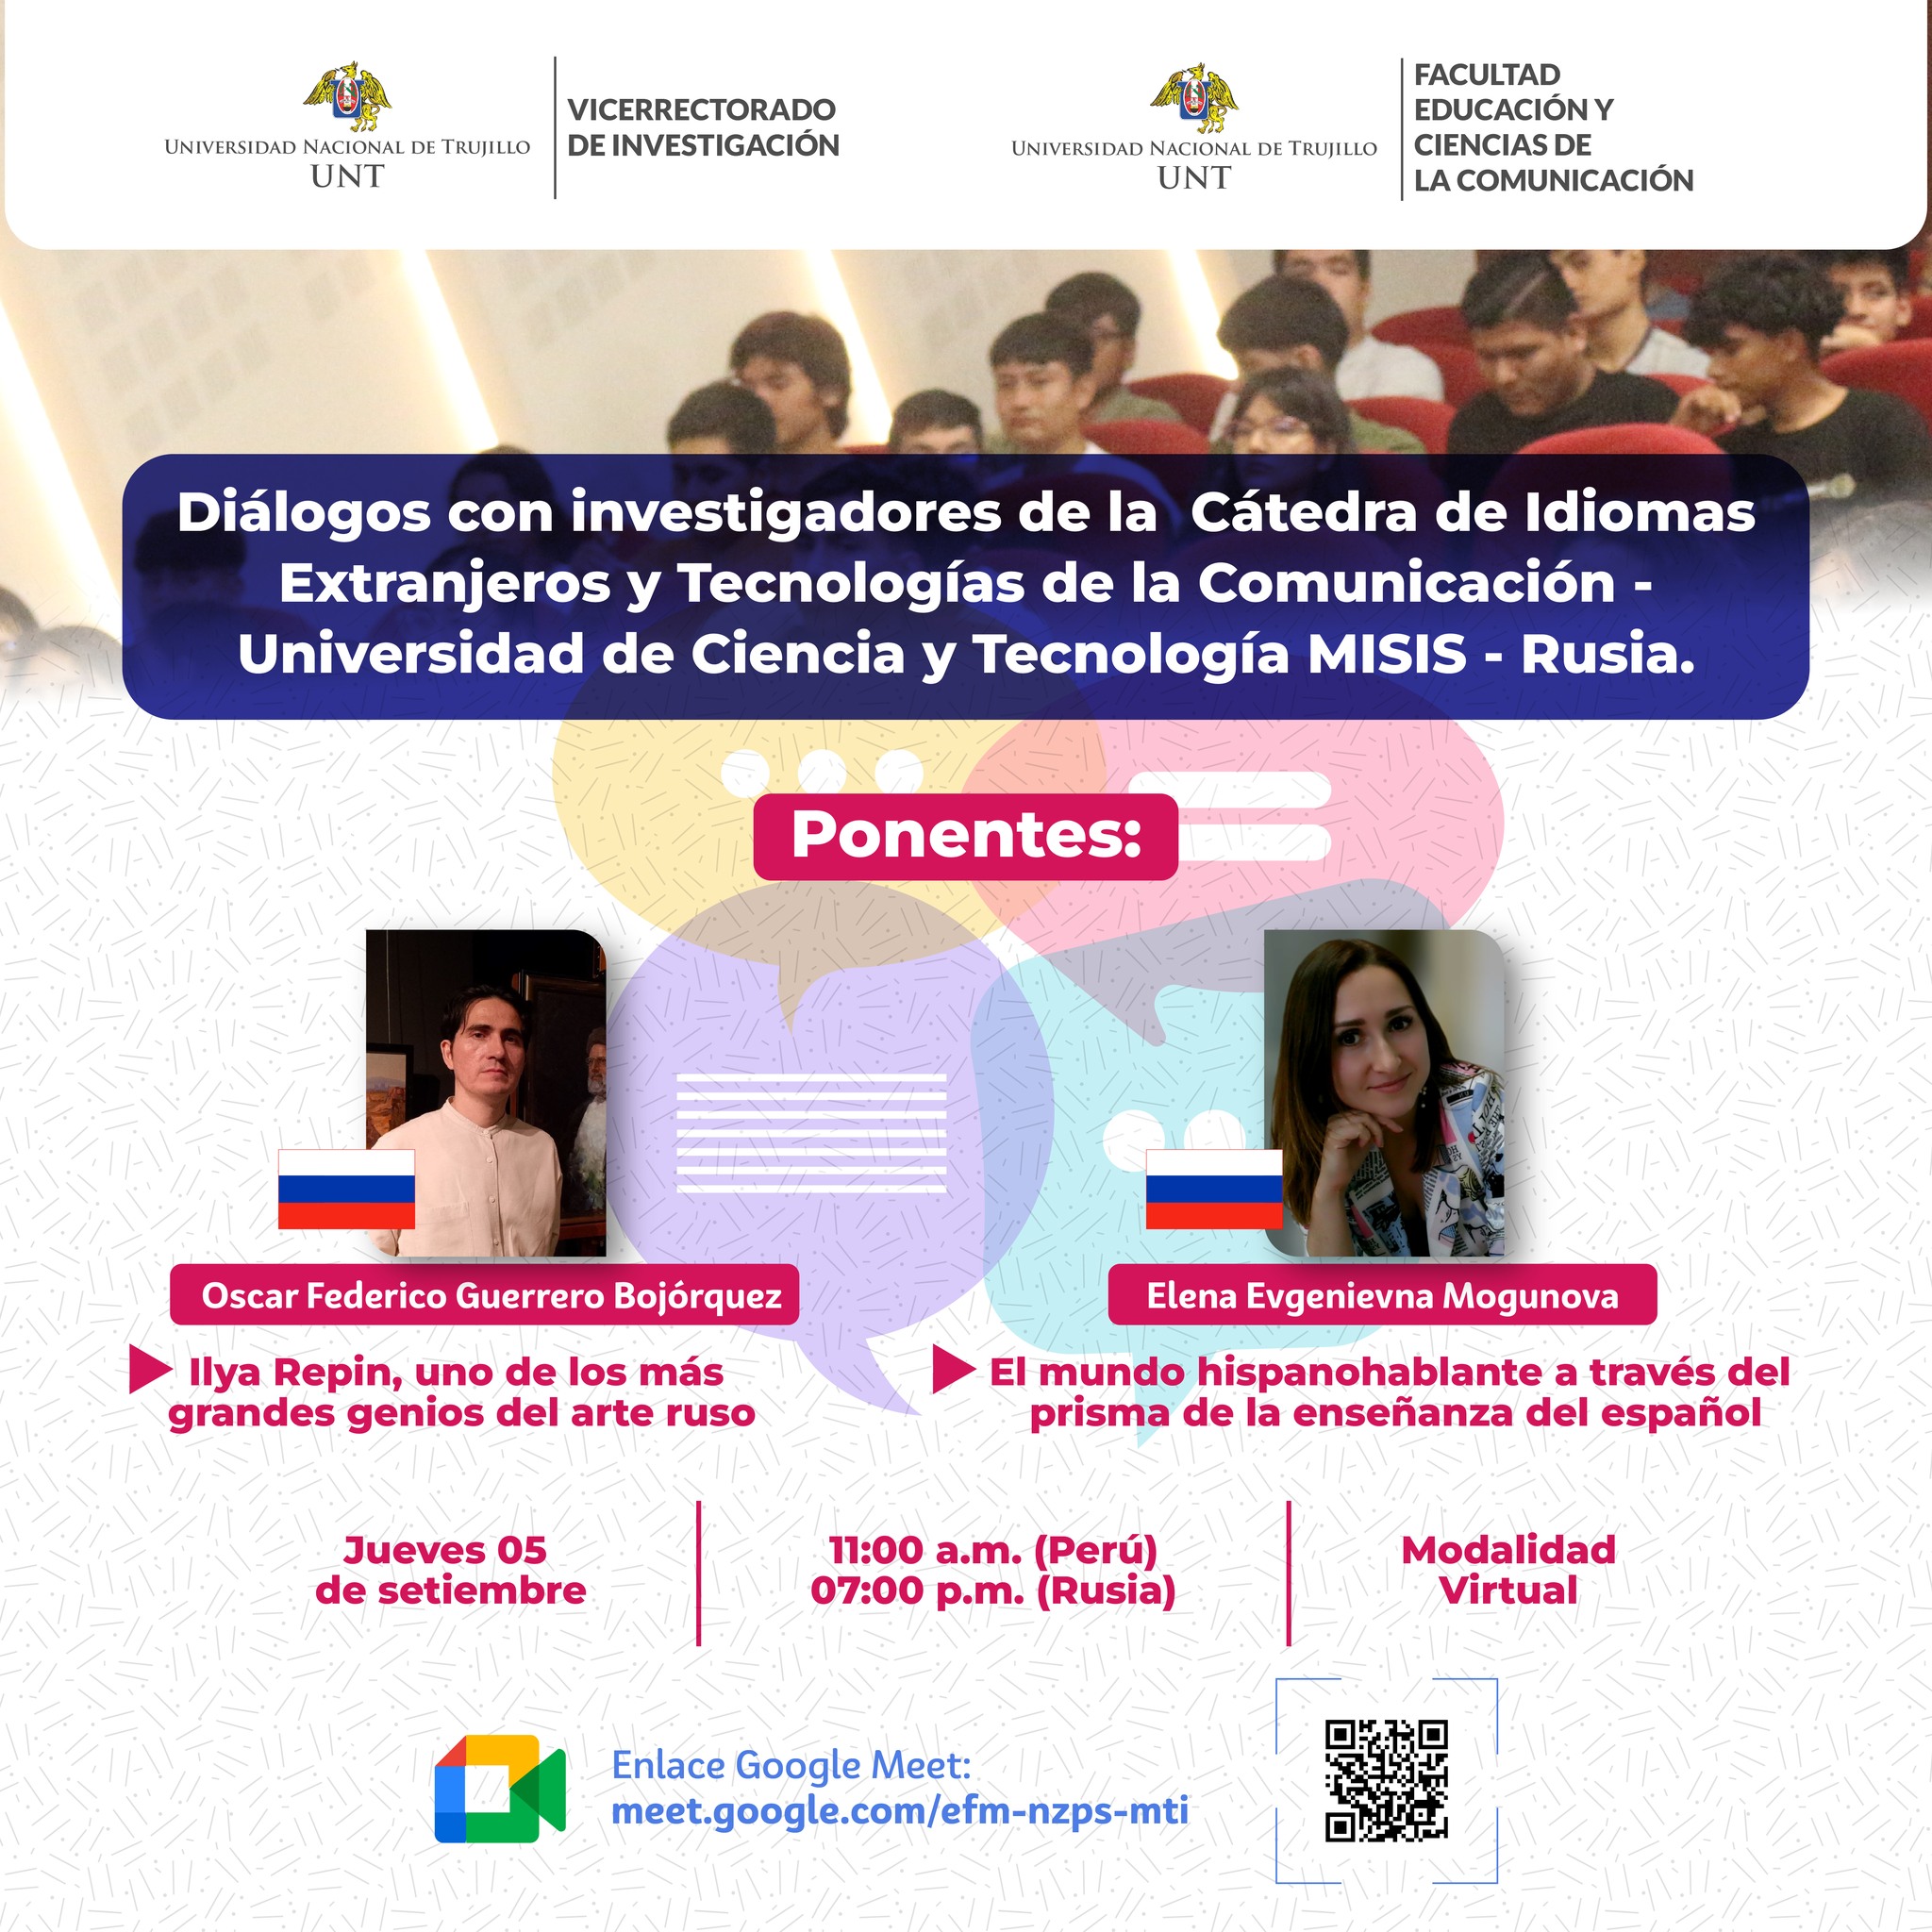 UNIVERSIDAD NACIONAL DE TRUJILLO
UNT
VICERRECTORADO
DE INVESTIGACIÓN
UNIVERSIDAD NACIONAL DE TRUJILLO
UNT
FACULTAD
EDUCACIÓN Y
CIENCIAS DE
LA COMUNICACIÓN
Diálogos con investigadores de la Cátedra de Idiomas
Extranjeros y Tecnologías de la Comunicación -
Universidad de Ciencia y Tecnología MISIS - Rusia.
Ponentes:
Oscar Federico Guerrero Bojórquez
Ilya Repin, uno de los más
grandes genios del arte ruso
Elena Evgenievna Mogunova
El mundo hispanohablante a través del
prisma de la enseñanza del español
Jueves 05
de setiembre
11:00 a.m. (Perú)
07:00 p.m. (Rusia)
Modalidad
Virtual
Enlace Google Meet:
meet.google.com/efm-nzps-mti